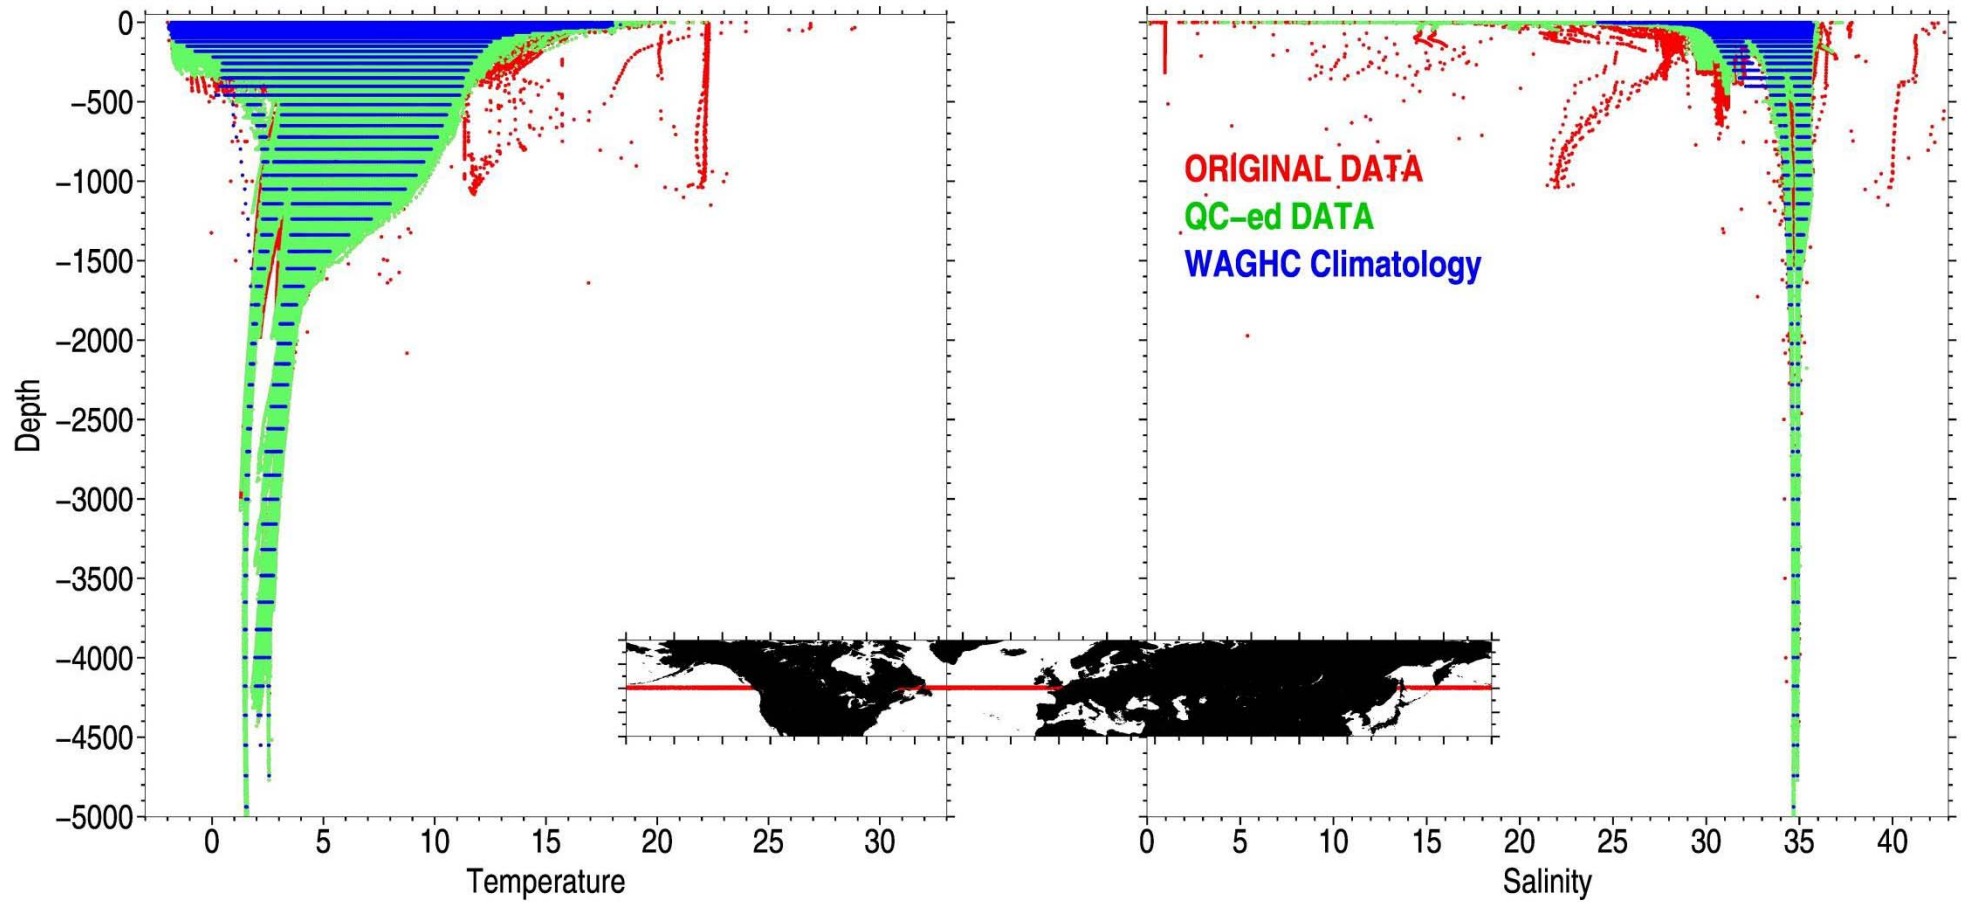 0
−500
−1000
−1500
−2000
−2500
−3000
−3500
−4000
−4500
−5000
Depth
0 5 10 15 20 25 30
Temperature
ORIGINAL DATA
QC−ed DATA
WAGHC Climatology
0 5 10 15 20 25 30 35 40
Salinity